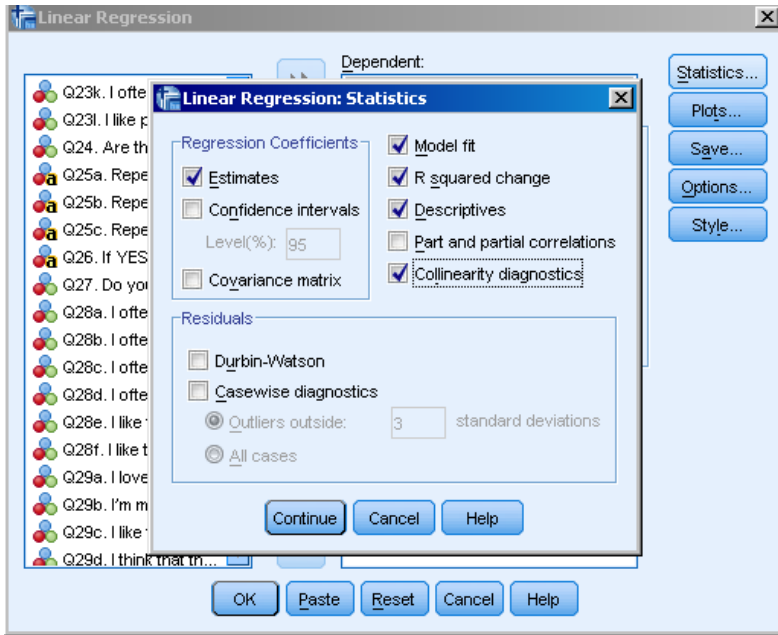 Linear Regression
Dependent:
Q23k. I ofte
Q23l. I like p
Q24. Are th
Q25a. Repe
Q25b. Repe
Q25c. Repe
Q26. If YES
Q27. Do you
Q28a. I ofte
Q28b. I ofte
Q28c. I ofte
Q28d. I ofte
Q28e. I like
Q28f. I like t
Q29a. I love
Q29b. I'm m
Q29c. I like
Q29d. I think that th...
Linear Regression: Statistics
Regression Coefficients
Estimates
Confidence intervals
Level(%): 95
Covariance matrix
Model fit
R squared change
Descriptives
Part and partial correlations
Collinearity diagnostics
Residuals
Durbin-Watson
Casewise diagnostics
Outliers outside: 3 standard deviations
All cases
Continue Cancel Help
Statistics...
Plots...
Save...
Options...
Style...
OK Paste Reset Cancel Help